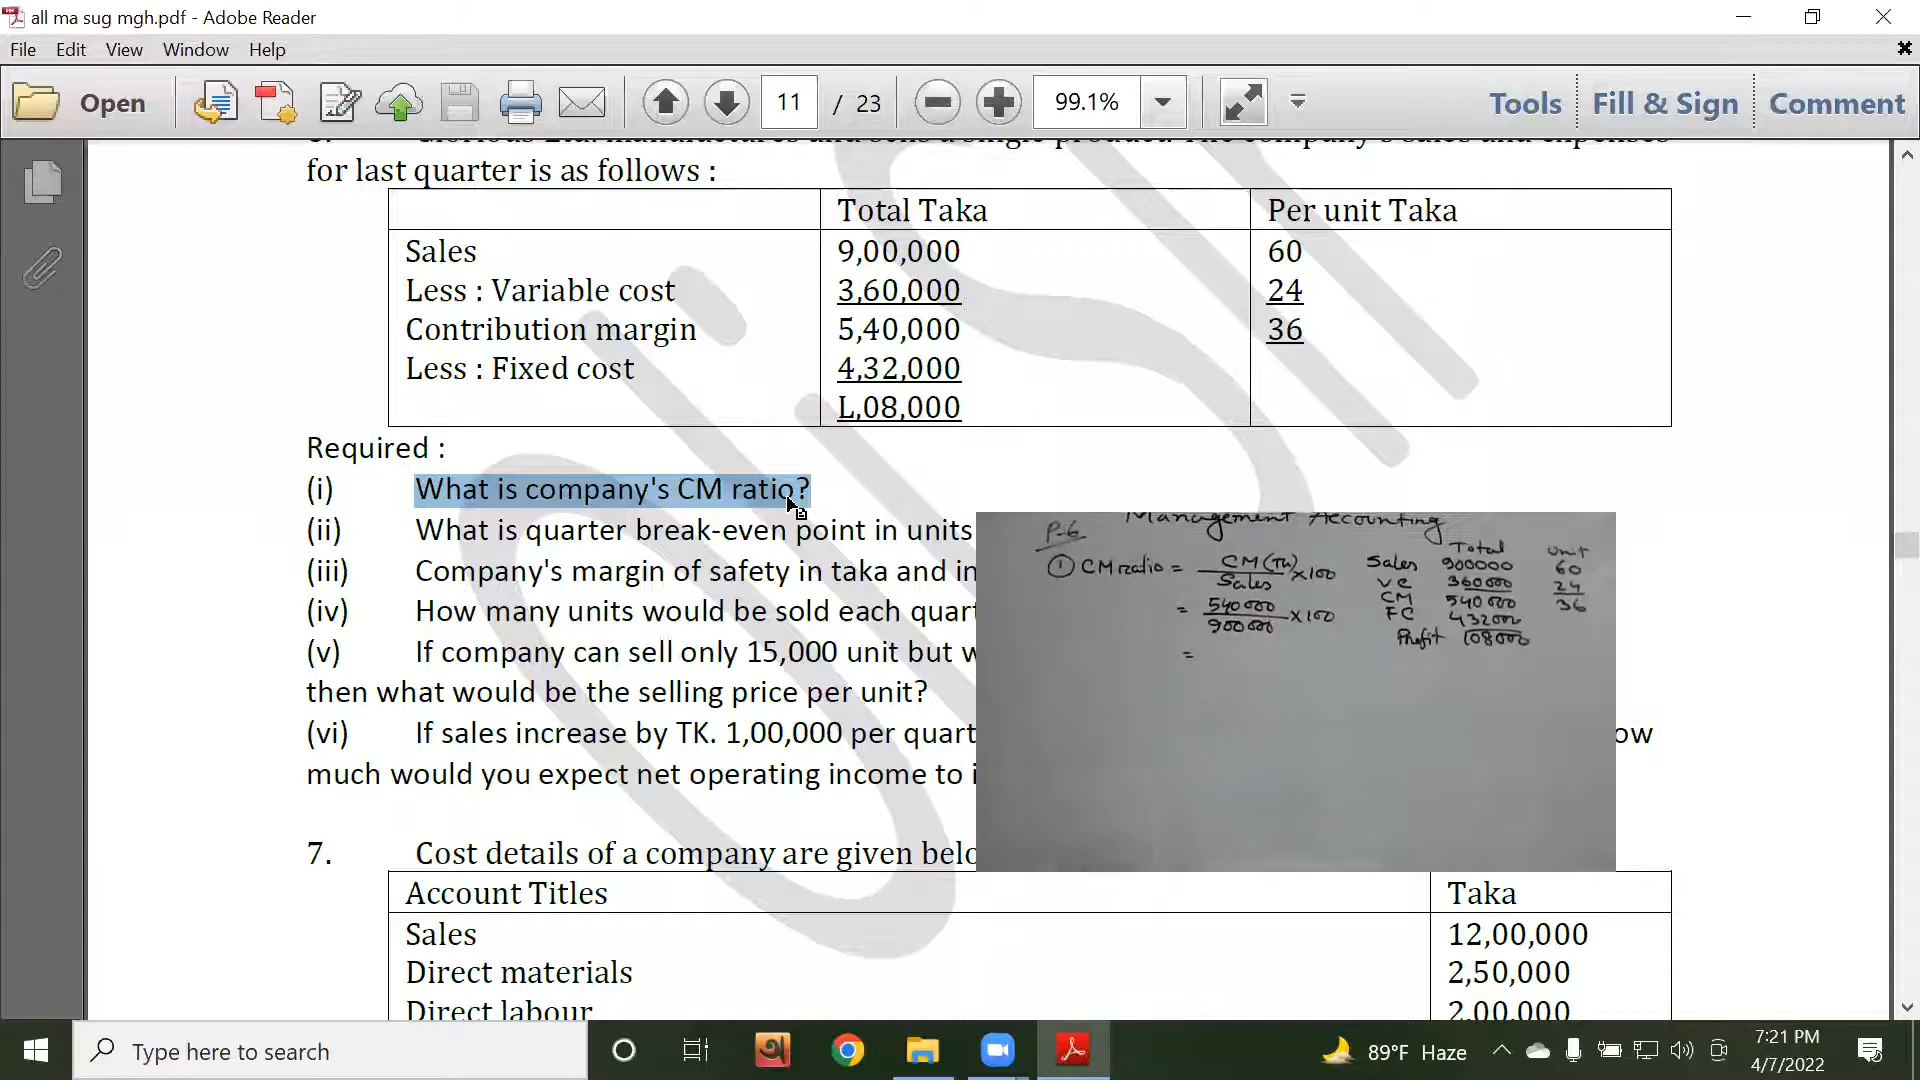 all ma sug mgh.pdf - Adobe Reader
File Edit View Window Help
Open 11 / 23 99.1% Tools Fill & Sign Comment
for last quarter is as follows :
Total Taka Per unit Taka
Sales 9,00,000 60
Less : Variable cost 3,60,000 24
Contribution margin 5,40,000 36
Less : Fixed cost 4,32,000
L,08,000
Required :
(i) What is company's CM ratio?
(ii) What is quarter break-even point in units
(iii) Company's margin of safety in taka and in
(iv) How many units would be sold each quart
(v) If company can sell only 15,000 unit but w
then what would be the selling price per unit?
(vi) If sales increase by TK. 1,00,000 per quart ow
much would you expect net operating income to i
Management Accounting
P-6
Total unit
① CM ratio = CM (Tk) / Sales × 100
Sales 900000 60
VC 360000 24
CM 540000 36
= 540000 / 900000 × 100
FC 432000
Profit 108000
=
7. Cost details of a company are given belo
Account Titles Taka
Sales 12,00,000
Direct materials 2,50,000
Direct labour 2,00,000
Type here to search
89°F Haze
7:21 PM
4/7/2022